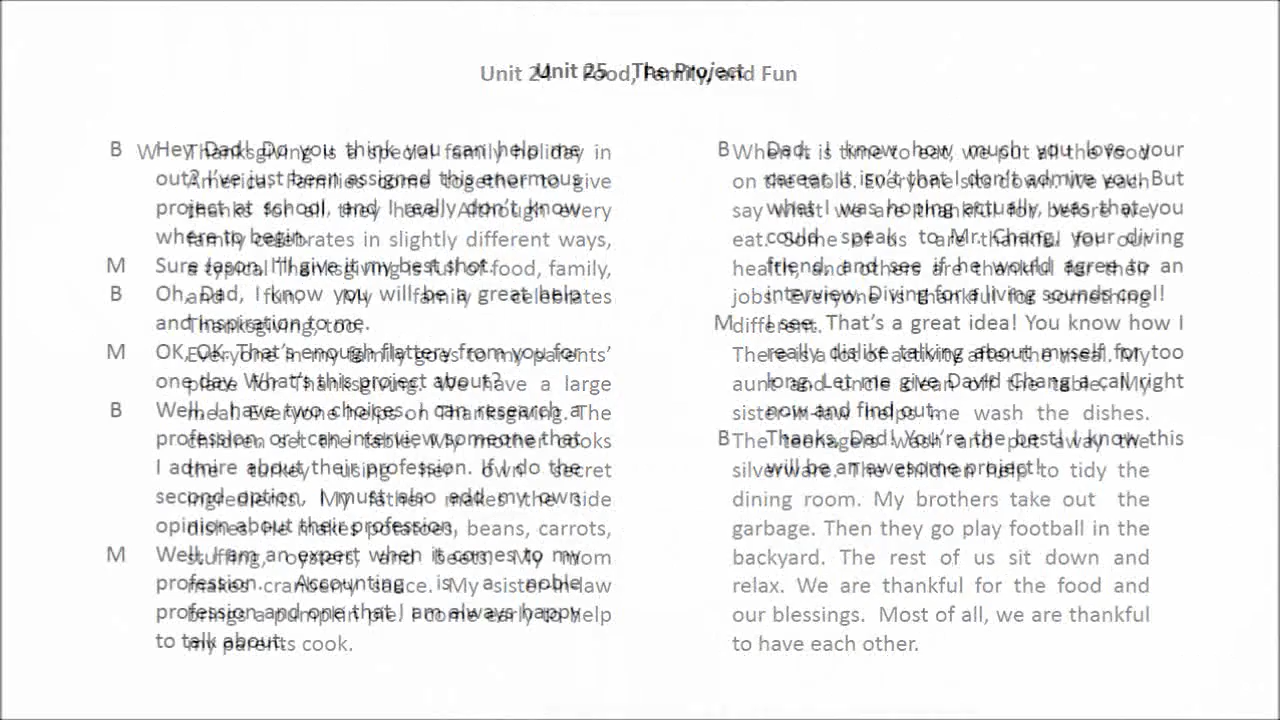 Unit 24 Food, Family, and Fun
W Thanksgiving is a special family holiday in
America. Families come together to give
thanks for all they have. Although every
family celebrates in slightly different ways,
a typical Thanksgiving is full of food, family,
and fun. My family celebrates
Thanksgiving, too.
Everyone in my family goes to my parents’
place for Thanksgiving. We have a large
meal. Everyone helps on Thanksgiving. The
children set the table. My mother cooks
the turkey using her own secret
ingredients. My father makes the side
dishes. He makes potatoes, beans, carrots,
stuffing, oysters, and beets. My mom
makes cranberry sauce. My sister-in-law
brings a pumpkin pie. I come early to help
my parents cook.
When it is time to eat, we put all the food
on the table. Everyone sits down. We each
say what we are thankful for before we
eat. Some of us are thankful for our
health, and others are thankful for their
jobs. Everyone is thankful for something
different.
There is a lot of activity after the meal. My
aunt and uncle clean off the table. My
sister-in-law helps me wash the dishes.
The teenagers wash and put away the
silverware. The children help to tidy the
dining room. My brothers take out the
garbage. Then they go play football in the
backyard. The rest of us sit down and
relax. We are thankful for the food and
our blessings. Most of all, we are thankful
to have each other.
Unit 25 The Project
B Hey Dad! Do you think you can help me
out? I’ve just been assigned this enormous
project at school, and I really don’t know
where to begin.
M Sure Jason, I’ll give it my best shot.
B Oh, Dad, I know you will be a great help
and inspiration to me.
M OK, OK. That’s enough flattery from you for
one day. What’s this project about?
B Well, I have two choices. I can research a
profession, or I can interview someone that
I admire about their profession. If I do the
second option, I must also add my own
opinion about their profession.
M Well, I am an expert when it comes to my
profession. Accounting is a noble
profession and one that I am always happy
to talk about.
B Dad, I know how much you love your
career. It isn’t that I don’t admire you! But
what I was hoping actually, was that you
could speak to Mr. Chang, your diving
friend, and see if he would agree to an
interview. Diving for a living sounds cool!
M I see. That’s a great idea! You know how I
really dislike talking about myself for too
long. Let me give David Chang a call right
now and find out.
B Thanks, Dad! You’re the best! I know this
will be an awesome project!